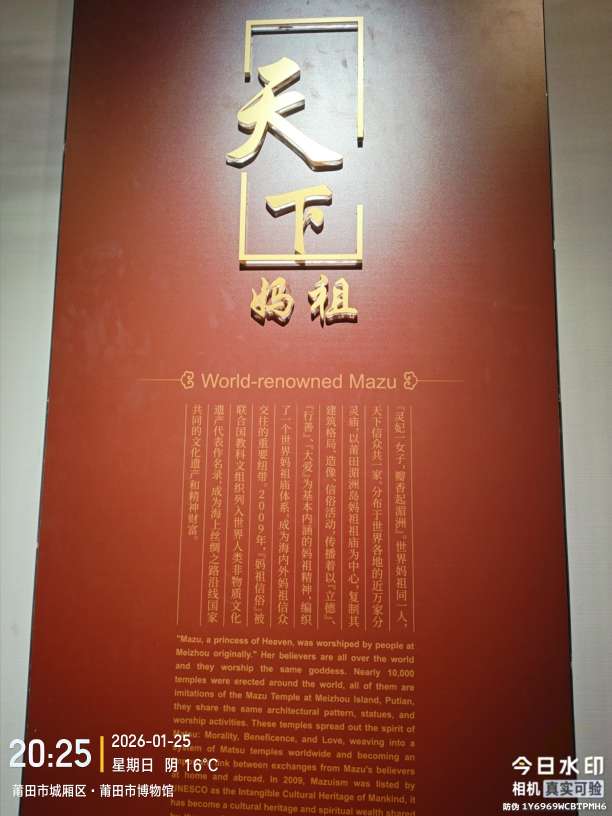 天
下
妈祖
World-renowned Mazu
『灵妃一女子，瓣香起湄洲』。世界妈祖同一人，
天下信众共一家。分布于世界各地的近万家分
灵庙，以莆田湄洲岛妈祖祖庙为中心，复制其
建筑格局、造像、信俗活动，传播着以『立德』、
『行善』、『大爱』为基本内涵的妈祖精神，编织
了一个世界妈祖庙体系，成为海内外妈祖信众
交往的重要纽带。2009年，『妈祖信俗』被
联合国教科文组织列入世界人类非物质文化
遗产代表作名录，成为海上丝绸之路沿线国家
共同的文化遗产和精神财富。
"Mazu, a princess of Heaven, was worshiped by people at
Meizhou originally." Her believers are all over the world
and they worship the same goddess. Nearly 10,000
temples were erected around the world, all of them are
imitations of the Mazu Temple at Meizhou Island, Putian,
they share the same architectural pattern, statues, and
worship activities. These temples spread out the spirit of
Matsu: Morality, Beneficence, and Love, weaving into a
system of Matsu temples worldwide and becoming an
link between exchanges from Mazu's believers
at home and abroad. In 2009, Mazuism was listed by
UNESCO as the Intangible Cultural Heritage of Mankind, it
has become a cultural heritage and spiritual wealth shared
20:25
2026-01-25
星期日 阴 16℃
莆田市城厢区·莆田市博物馆
今日水印
相机 真实可验
防伪 1Y6969WCBTPMH6